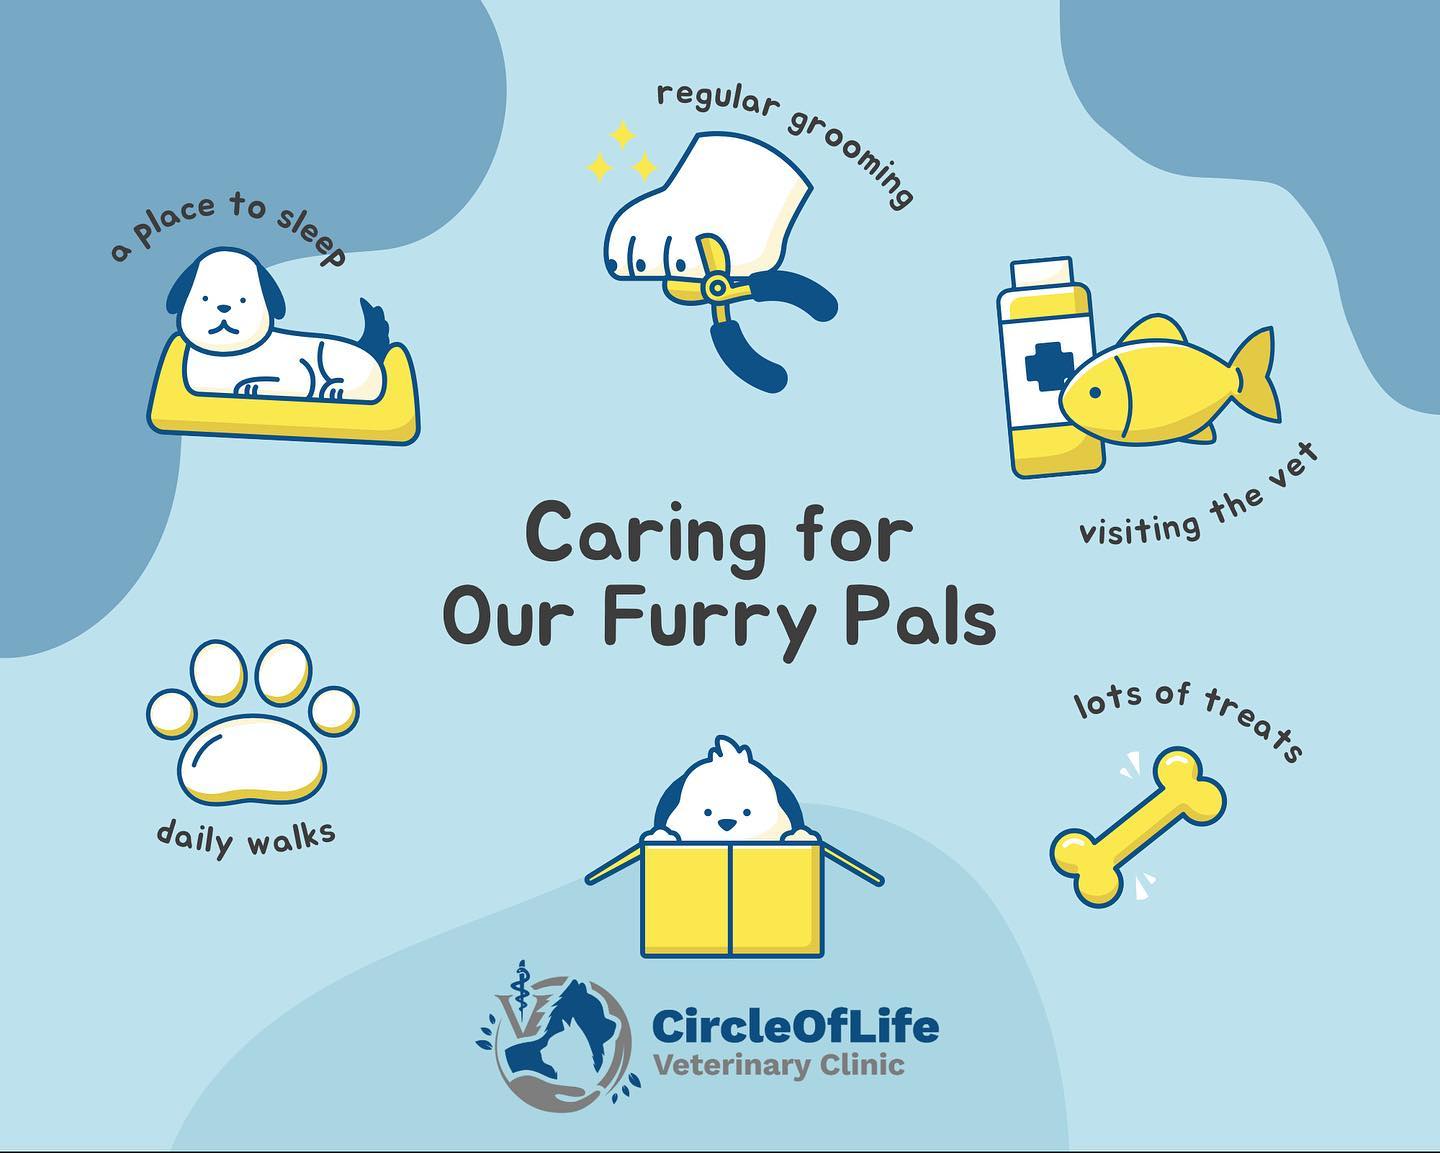 regular grooming
a place to sleep
visiting the vet
Caring for
Our Furry Pals
daily walks
lots of treats
V
CircleOfLife
Veterinary Clinic